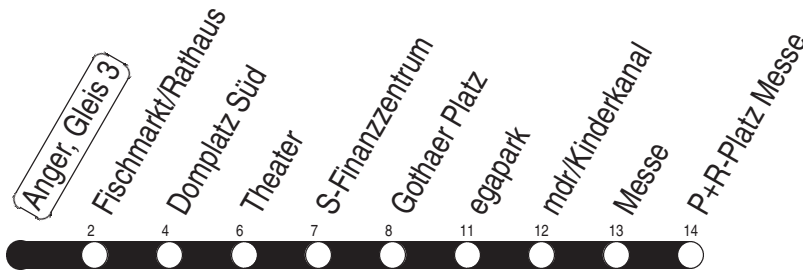 Anger, Gleis 3
Fischmarkt/Rathaus
Domplatz Süd
Theater
S-Finanzzentrum
Gothaer Platz
egapark
mdr/Kinderkanal
Messe
P+R-Platz Messe
2 4 6 7 8 11 12 13 14